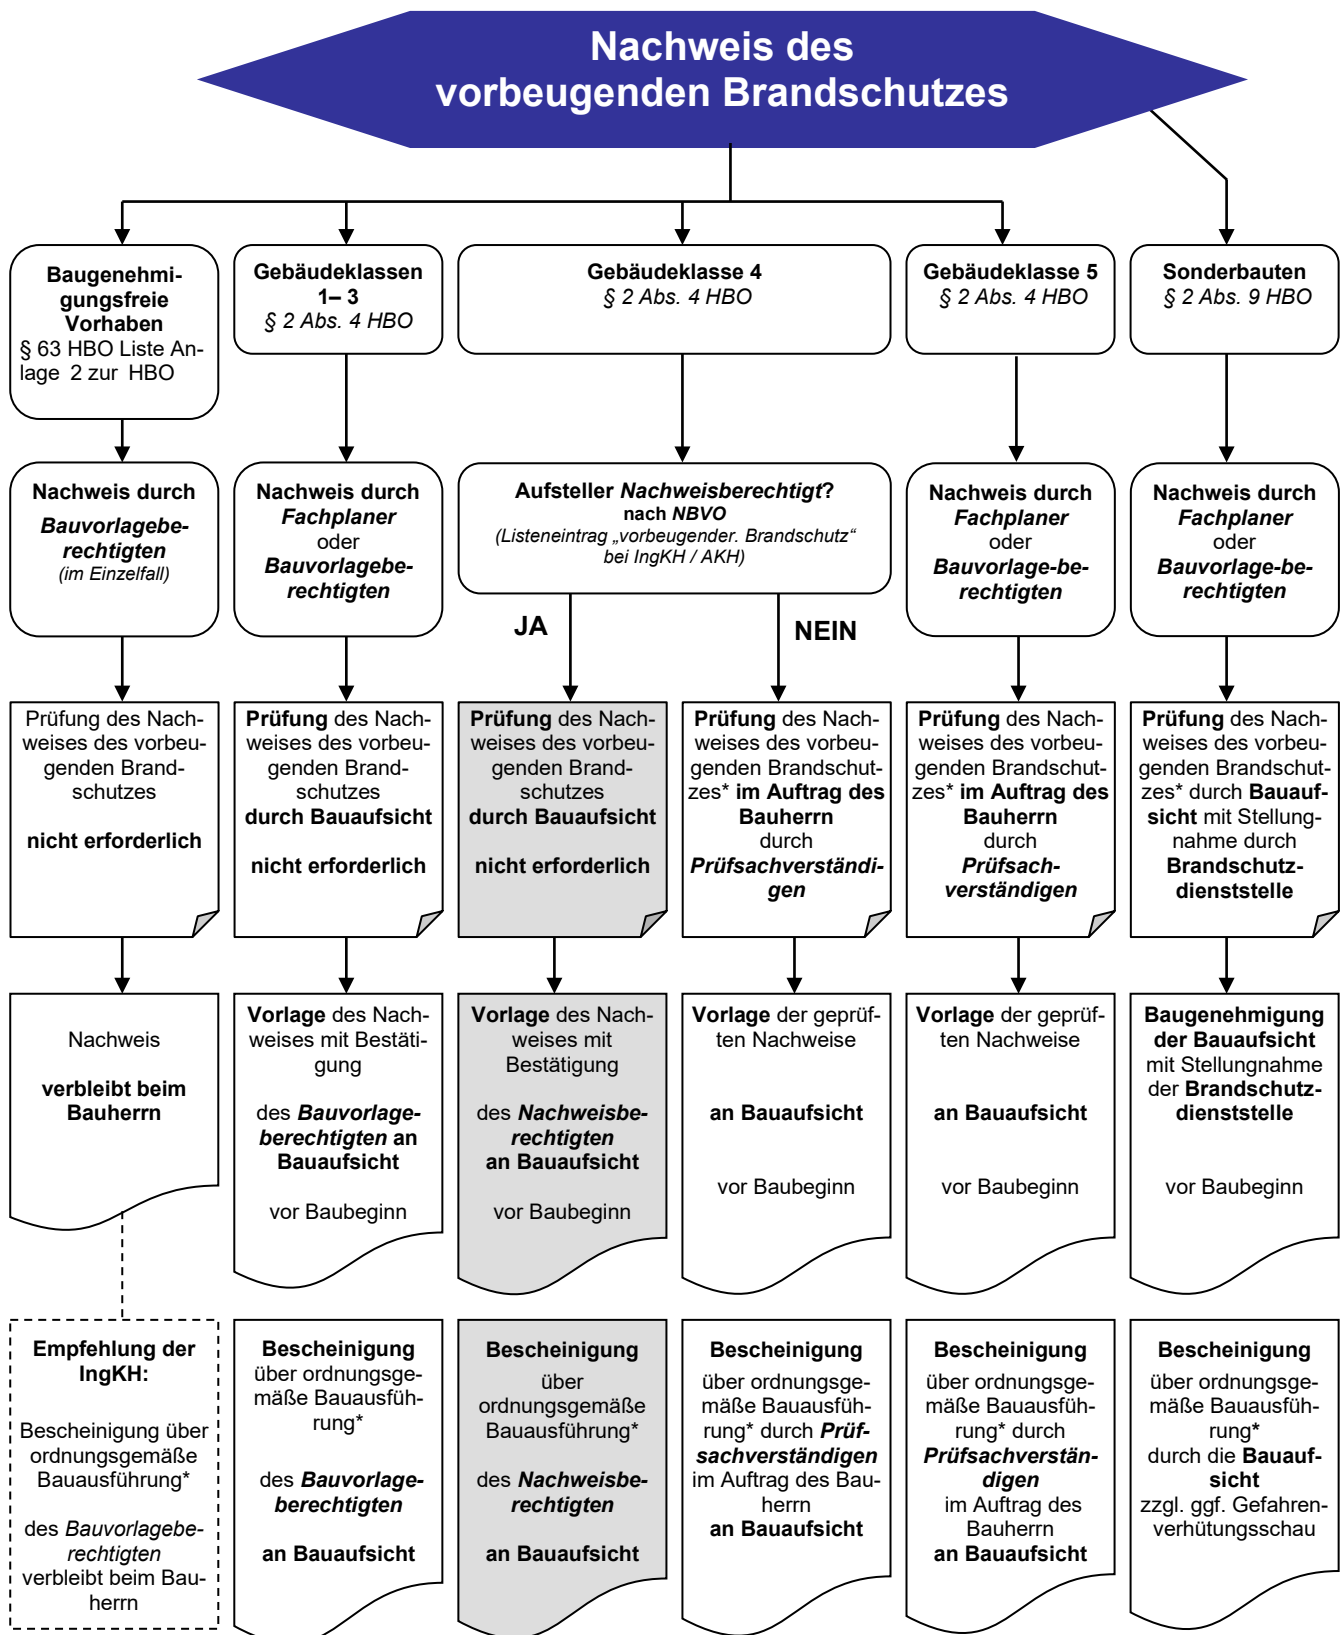 Nachweis des
vorbeugenden Brandschutzes
Baugenehmi-
gungsfreie
Vorhaben
§ 63 HBO Liste An-
lage 2 zur HBO
Gebäudeklassen
1– 3
§ 2 Abs. 4 HBO
Gebäudeklasse 4
§ 2 Abs. 4 HBO
Gebäudeklasse 5
§ 2 Abs. 4 HBO
Sonderbauten
§ 2 Abs. 9 HBO
Nachweis durch
Bauvorlagebe-
rechtigten
(im Einzelfall)
Nachweis durch
Fachplaner
oder
Bauvorlagebe-
rechtigten
Aufsteller Nachweisberechtigt?
nach NBVO
(Listeneintrag „vorbeugender. Brandschutz“
bei IngKH / AKH)
JA
NEIN
Nachweis durch
Fachplaner
oder
Bauvorlage-be-
rechtigten
Nachweis durch
Fachplaner
oder
Bauvorlage-be-
rechtigten
Prüfung des Nach-
weises des vorbeu-
genden Brand-
schutzes
nicht erforderlich
Prüfung des Nach-
weises des vorbeu-
genden Brand-
schutzes
durch Bauaufsicht
nicht erforderlich
Prüfung des Nach-
weises des vorbeu-
genden Brand-
schutzes
durch Bauaufsicht
nicht erforderlich
Prüfung des Nach-
weises des vorbeu-
genden Brandschut-
zes* im Auftrag des
Bauherrn
durch
Prüfsachverständi-
gen
Prüfung des Nach-
weises des vorbeu-
genden Brandschut-
zes* im Auftrag des
Bauherrn
durch
Prüfsach-
verständigen
Prüfung des Nach-
weises des vorbeu-
genden Brandschut-
zes* durch Bauauf-
sicht mit Stellung-
nahme durch
Brandschutz-
dienststelle
Nachweis
verbleibt beim
Bauherrn
Vorlage des Nach-
weises mit Bestäti-
gung
des Bauvorlage-
berechtigten an
Bauaufsicht
vor Baubeginn
Vorlage des Nach-
weises mit
Bestätigung
des Nachweisbe-
rechtigten
an Bauaufsicht
vor Baubeginn
Vorlage der geprüf-
ten Nachweise
an Bauaufsicht
vor Baubeginn
Vorlage der geprüf-
ten Nachweise
an Bauaufsicht
vor Baubeginn
Baugenehmigung
der Bauaufsicht
mit Stellungnahme
der Brandschutz-
dienststelle
vor Baubeginn
Empfehlung der
IngKH:
Bescheinigung über
ordnungsgemäße
Bauausführung*
des Bauvorlagebe-
rechtigten
verbleibt beim Bau-
herrn
Bescheinigung
über ordnungsge-
mäße Bauausfüh-
rung*
des Bauvorlage-
berechtigten
an Bauaufsicht
Bescheinigung
über
ordnungsgemäße
Bauausführung*
des Nachweisbe-
rechtigten
an Bauaufsicht
Bescheinigung
über ordnungsge-
mäße Bauausfüh-
rung* durch Prüf-
sachverständigen
im Auftrag des Bau-
herrn
an Bauaufsicht
Bescheinigung
über ordnungsge-
mäße Bauausfüh-
rung* durch
Prüfsachverstän-
digen
im Auftrag des
Bauherrn
an Bauaufsicht
Bescheinigung
über ordnungsge-
mäße Bauausfüh-
rung*
durch die Bauauf-
sicht
zzgl. ggf. Gefahren-
verhütungsschau